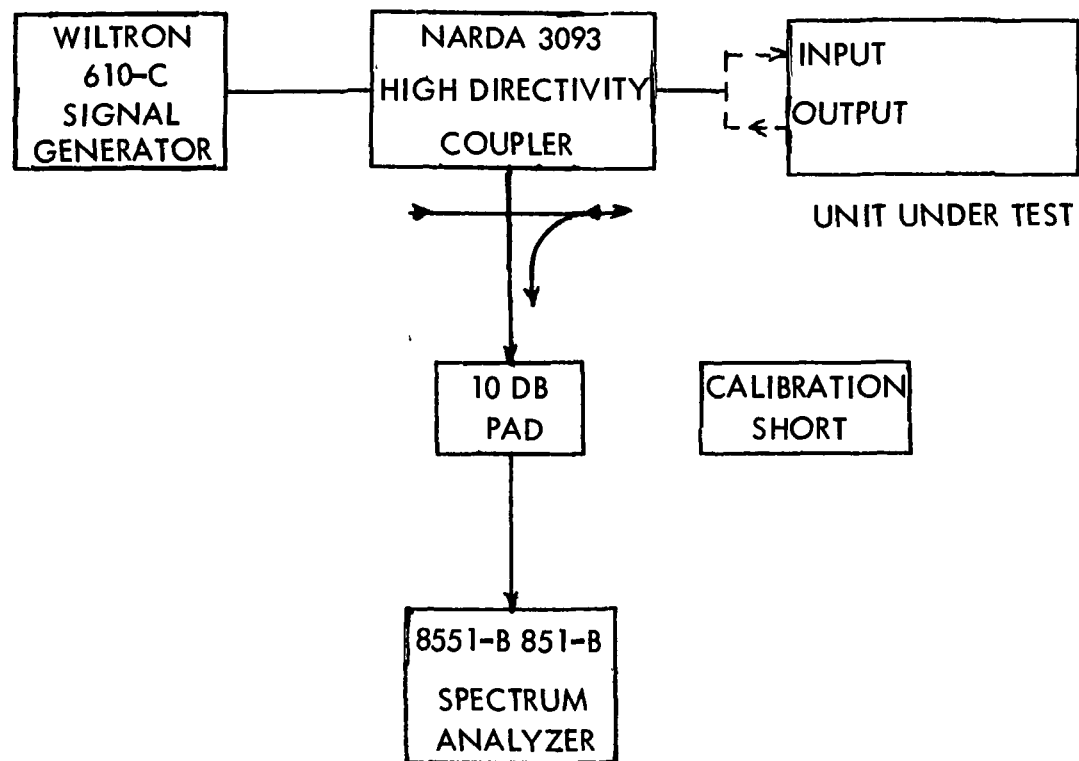 WILTRON
610-C
SIGNAL
GENERATOR
NARDA 3093
HIGH DIRECTIVITY
COUPLER
INPUT
OUTPUT
UNIT UNDER TEST
10 DB
PAD
CALIBRATION
SHORT
8551-B 851-B
SPECTRUM
ANALYZER